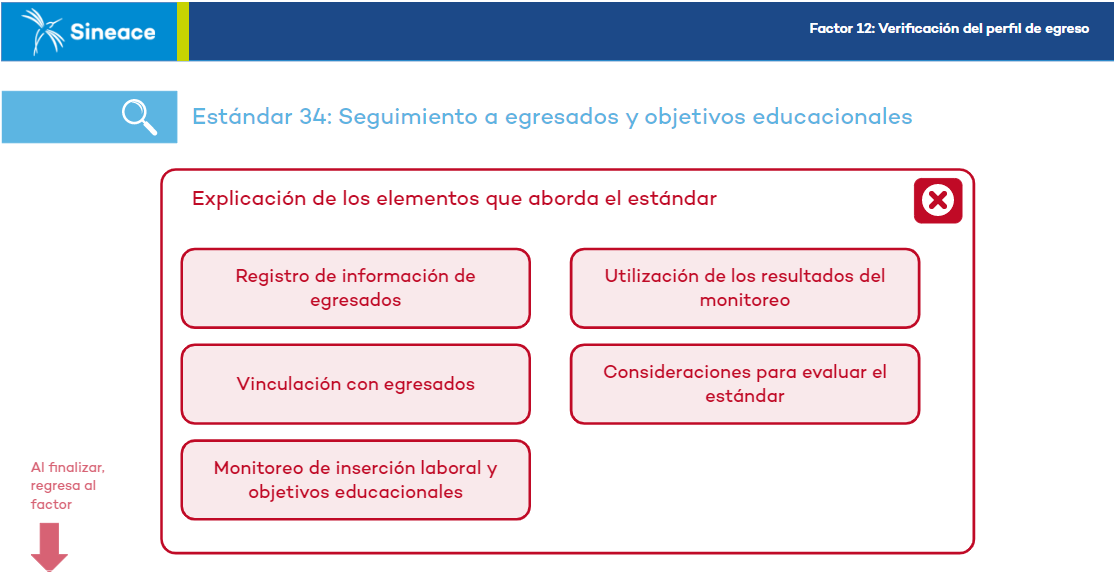 Sineace
Factor 12: Verificación del perfil de egreso
Estándar 34: Seguimiento a egresados y objetivos educacionales
Explicación de los elementos que aborda el estándar
Registro de información de
egresados
Utilización de los resultados del
monitoreo
Vinculación con egresados
Consideraciones para evaluar el
estándar
Monitoreo de inserción laboral y
objetivos educacionales
Al finalizar,
regresa al
factor